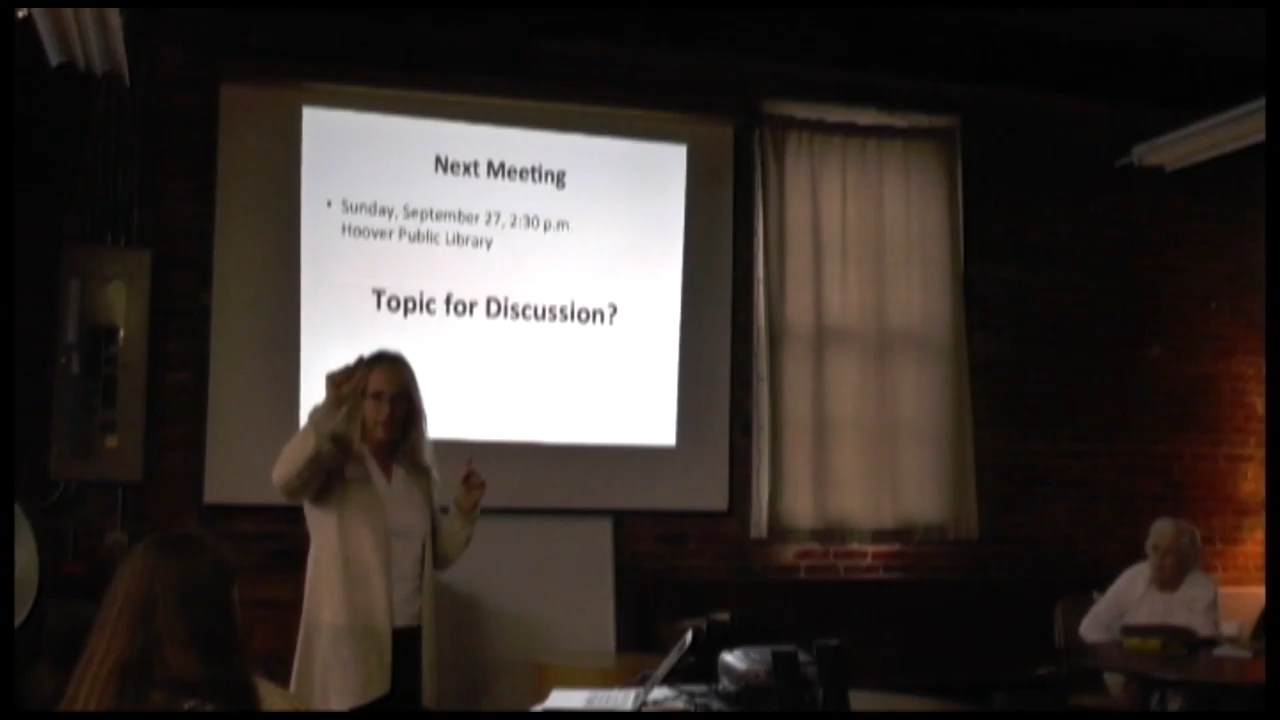 Next Meeting
• Sunday, September 27, 2:30 p.m.
Hoover Public Library
Topic for Discussion?